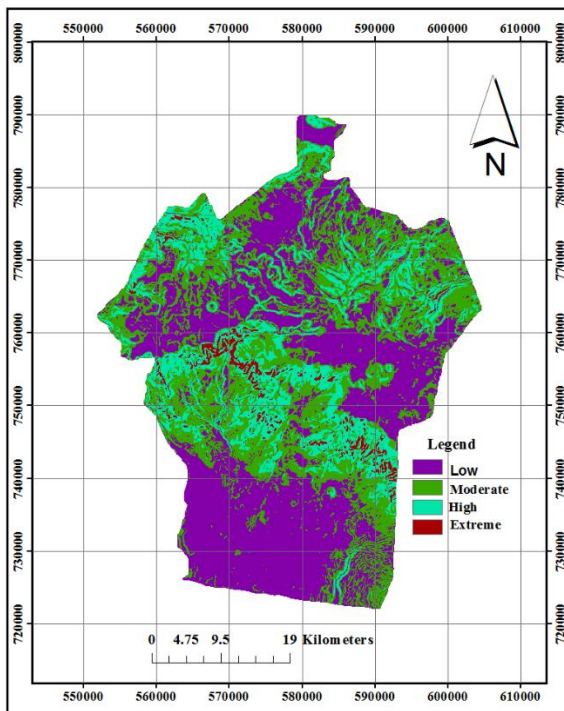 550000 560000 570000 580000 590000 600000 610000
800000 800000
790000 790000
780000 780000
770000 770000
760000 760000
750000 750000
740000 740000
730000 730000
720000 720000
N
Legend
Low
Moderate
High
Extreme
0 4.75 9.5 19 Kilometers
550000 560000 570000 580000 590000 600000 610000